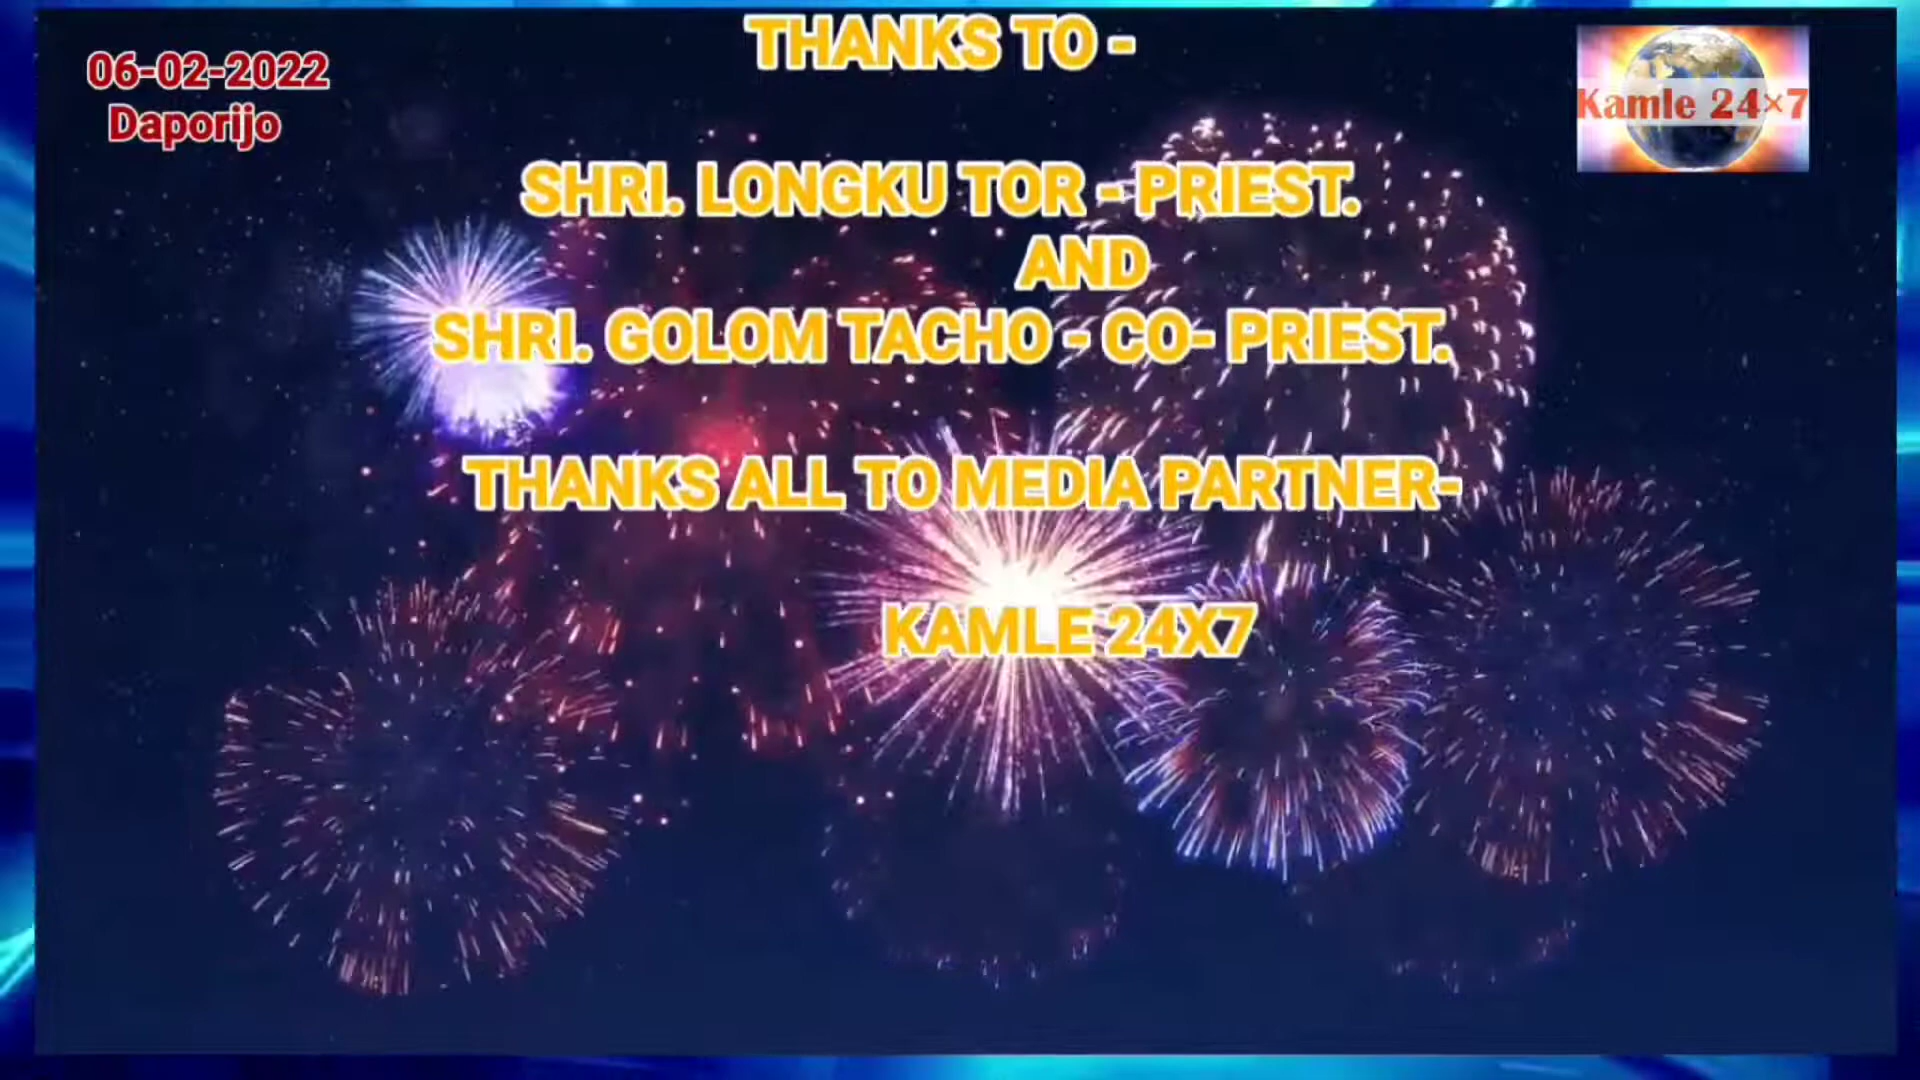 06-02-2022
Daporijo
Kamle 24×7
THANKS TO -
SHRI. LONGKU TOR - PRIEST.
AND
SHRI. GOLOM TACHO - CO- PRIEST.
THANKS ALL TO MEDIA PARTNER-
KAMLE 24X7